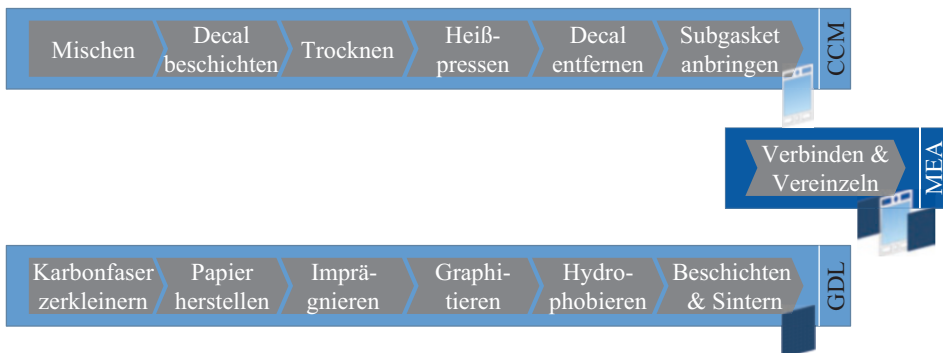 Mischen
Decal
beschichten
Trocknen
Heiß-
pressen
Decal
entfernen
Subgasket
anbringen
CCM
Verbinden &
Vereinzeln
MEA
Karbonfaser
zerkleinern
Papier
herstellen
Imprä-
gnieren
Graphi-
tieren
Hydro-
phobieren
Beschichten
& Sintern
GDL